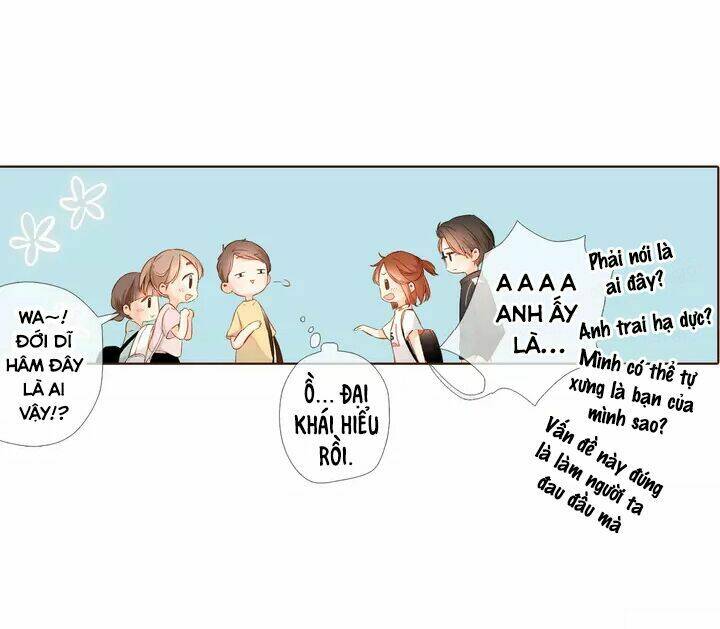 WA~!
ĐỚI DĨ
HÂM ĐÂY
LÀ AI
VẬY!?
Ồ... ĐẠI
KHÁI HIỂU
RỒI.
A A A A
ANH ẤY
LÀ...
Phải nói là
ai đây?
Anh trai hạ dực?
Mình có thể tự
xưng là bạn của
mình sao?
Vấn đề này đúng
là làm người ta
đau đầu mà